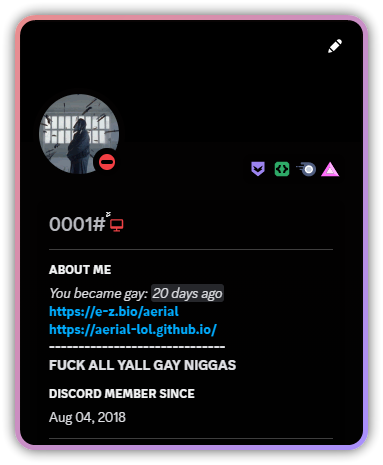 0001#
ABOUT ME
You became gay: 20 days ago
https://e-z.bio/aerial
https://aerial-lol.github.io/
------------------------------
FUCK ALL YALL GAY NIGGAS
DISCORD MEMBER SINCE
Aug 04, 2018